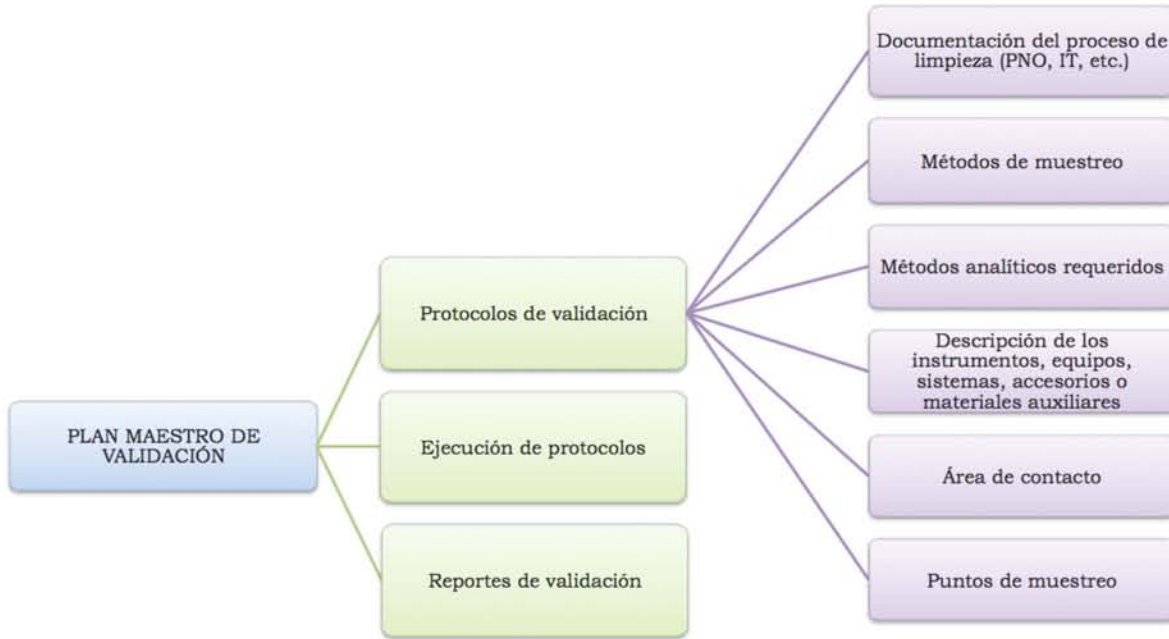 PLAN MAESTRO DE
VALIDACIÓN
Protocolos de validación
Ejecución de protocolos
Reportes de validación
Documentación del proceso de
limpieza (PNO, IT, etc.)
Métodos de muestreo
Métodos analíticos requeridos
Descripción de los
instrumentos, equipos,
sistemas, accesorios o
materiales auxiliares
Área de contacto
Puntos de muestreo